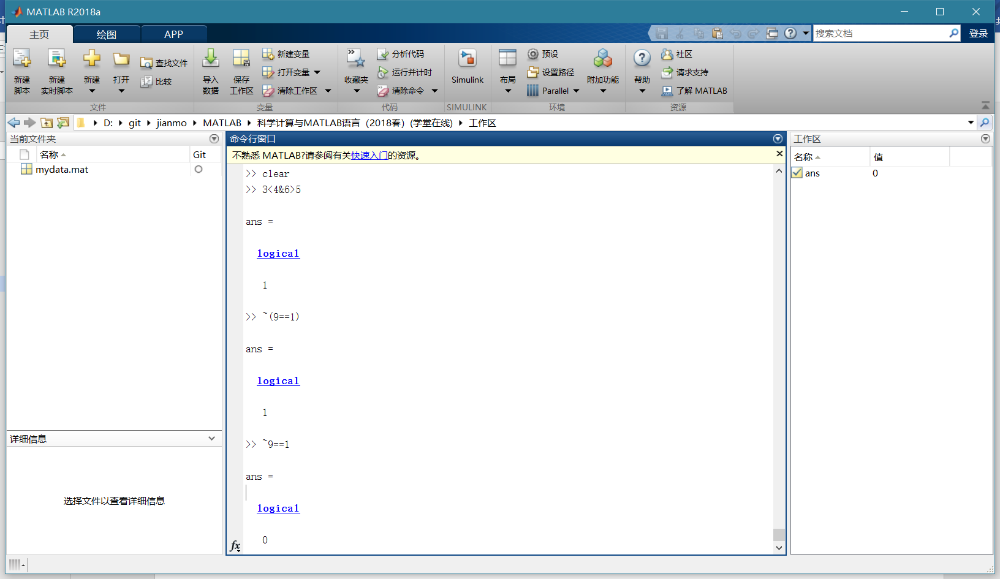 MATLAB R2018a
主页 绘图 APP
搜索文档 登录
新建脚本 新建实时脚本 新建 打开 查找文件 比较
文件
导入数据 保存工作区 新建变量 打开变量 清除工作区
变量
收藏夹 分析代码 运行并计时 清除命令
代码
Simulink
SIMULINK
布局 预设 设置路径 Parallel 附加功能
环境
帮助 社区 请求支持 了解 MATLAB
资源
D: git jianmo MATLAB 科学计算与MATLAB语言（2018春）(学堂在线) 工作区
当前文件夹
名称 Git
mydata.mat
详细信息
选择文件以查看详细信息
命令行窗口
不熟悉 MATLAB?请参阅有关快速入门的资源。
>> clear
>> 3<4&6>5
ans =
logical
1
>> ~(9==1)
ans =
logical
1
>> ~9==1
ans =
logical
0
fx
工作区
名称 值
ans 0